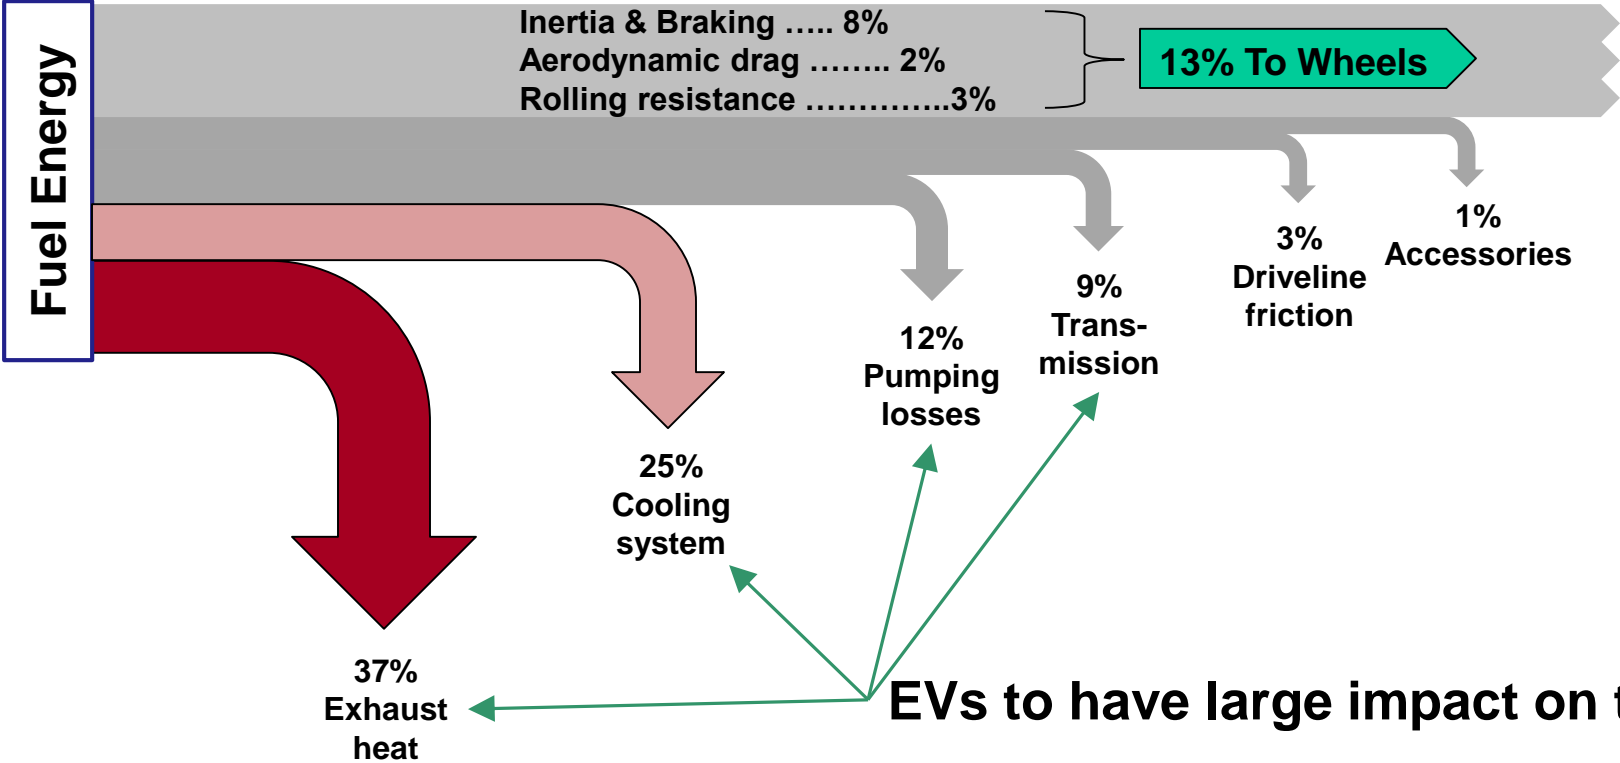 Fuel Energy
Inertia & Braking ….. 8%
Aerodynamic drag …….. 2%
Rolling resistance …………..3%
13% To Wheels
1%
Accessories
3%
Driveline
friction
9%
Trans-
mission
12%
Pumping
losses
25%
Cooling
system
37%
Exhaust
heat
EVs to have large impact on